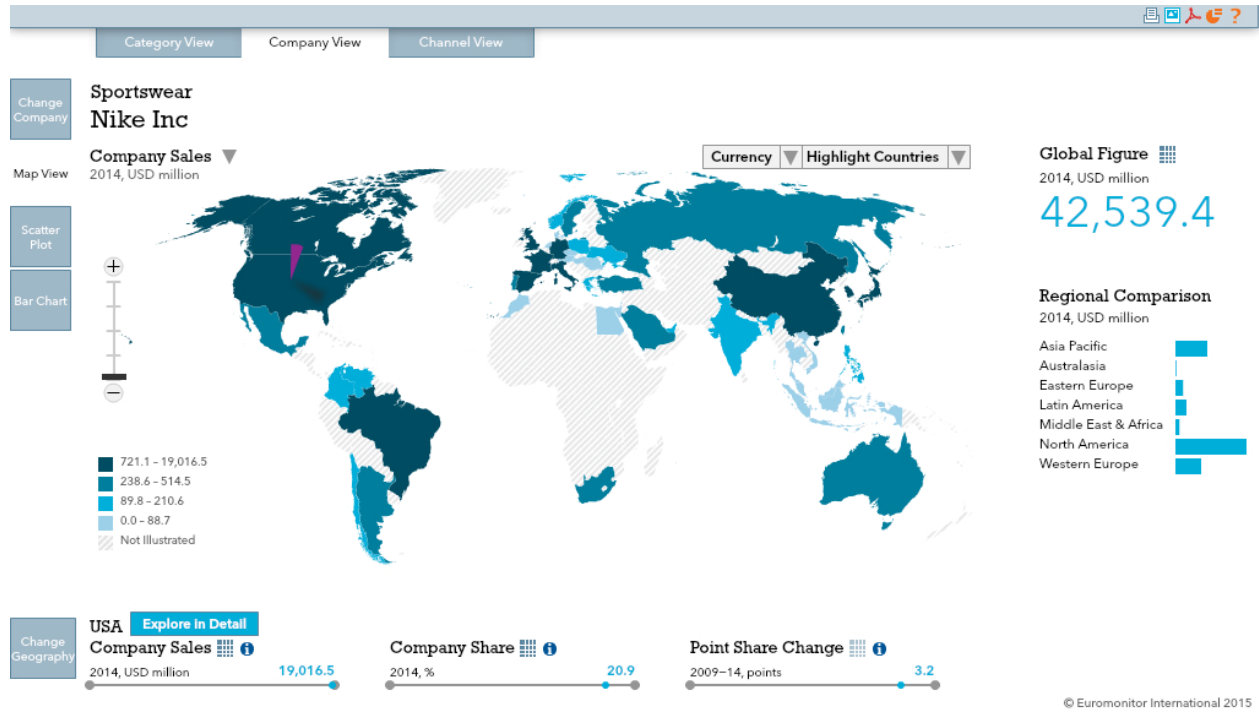 Category View
Company View
Channel View
Change Company
Sportswear
Nike Inc
Map View
Company Sales
2014, USD million
Currency
Highlight Countries
Global Figure
2014, USD million
42,539.4
Scatter Plot
Bar Chart
Regional Comparison
2014, USD million
Asia Pacific
Australasia
Eastern Europe
Latin America
Middle East & Africa
North America
Western Europe
721.1 – 19,016.5
238.6 – 514.5
89.8 – 210.6
0.0 – 88.7
Not Illustrated
Change Geography
USA
Explore in Detail
Company Sales
2014, USD million
19,016.5
Company Share
2014, %
20.9
Point Share Change
2009–14, points
3.2
© Euromonitor International 2015